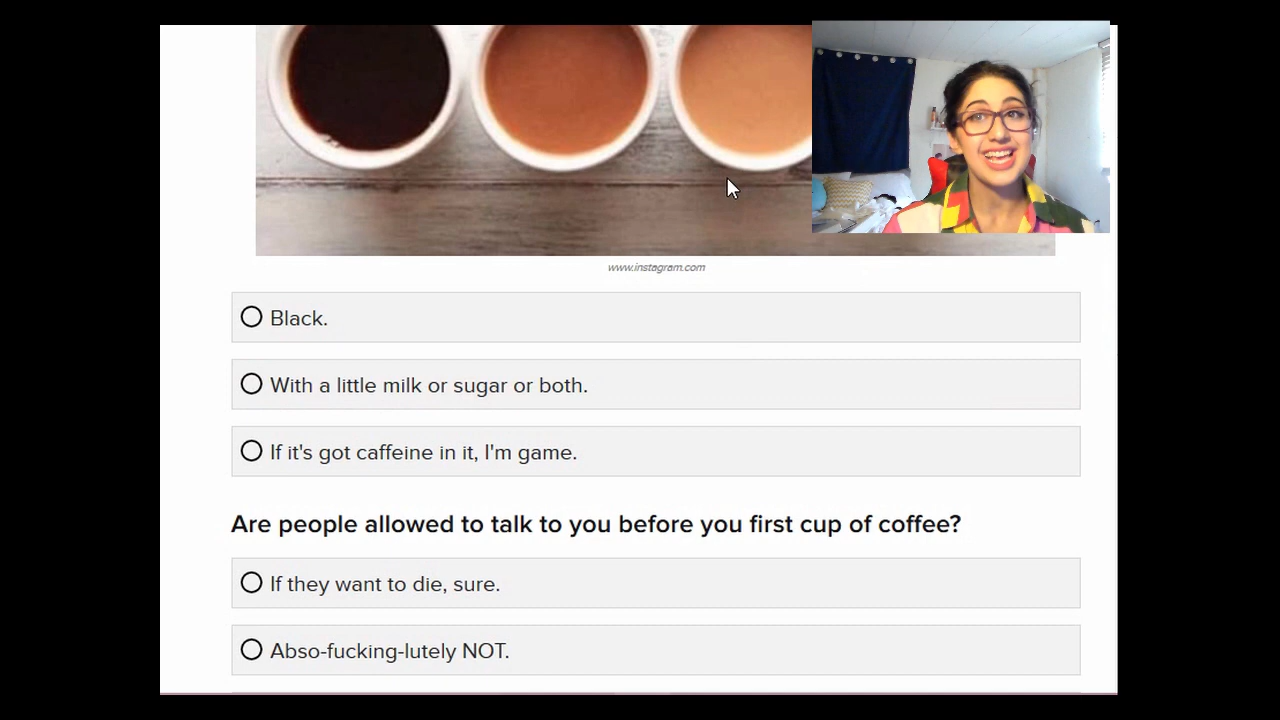 www.instagram.com
Black.
With a little milk or sugar or both.
If it's got caffeine in it, I'm game.
Are people allowed to talk to you before you first cup of coffee?
If they want to die, sure.
Abso-fucking-lutely NOT.